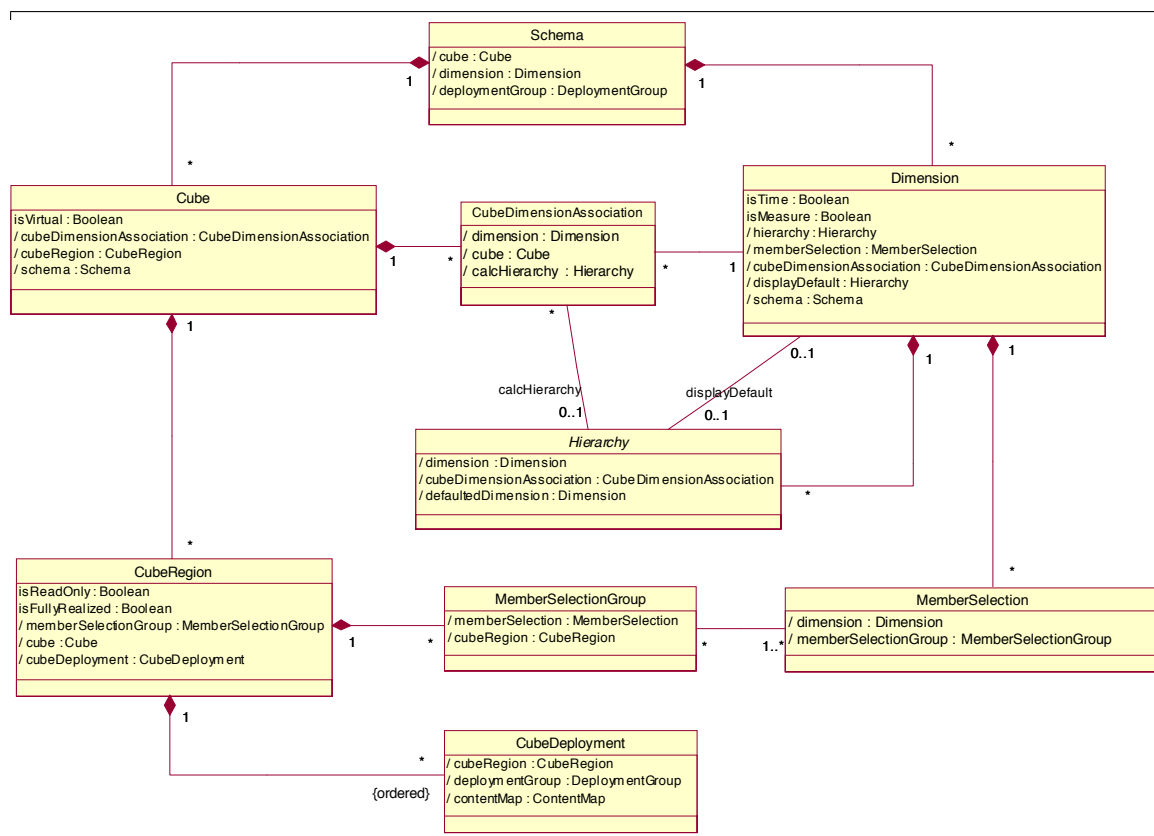 Schema
/ cube : Cube
/ dimension : Dimension
/ deploymentGroup : DeploymentGroup
1
1
*
*
Cube
isVirtual : Boolean
/ cubeDimensionAssociation : CubeDimensionAssociation
/ cubeRegion : CubeRegion
/ schema : Schema
1
*
1
CubeDimensionAssociation
/ dimension : Dimension
/ cube : Cube
/ calcHierarchy : Hierarchy
*
1
*
Dimension
isTime : Boolean
isMeasure : Boolean
/ hierarchy : Hierarchy
/ memberSelection : MemberSelection
/ cubeDimensionAssociation : CubeDimensionAssociation
/ displayDefault : Hierarchy
/ schema : Schema
0..1
1
1
calcHierarchy
0..1
displayDefault
0..1
Hierarchy
/ dimension : Dimension
/ cubeDimensionAssociation : CubeDimensionAssociation
/ defaultedDimension : Dimension
*
*
CubeRegion
isReadOnly : Boolean
isFullyRealized : Boolean
/ memberSelectionGroup : MemberSelectionGroup
/ cube : Cube
/ cubeDeployment : CubeDeployment
1
*
1
MemberSelectionGroup
/ memberSelection : MemberSelection
/ cubeRegion : CubeRegion
*
1..*
*
MemberSelection
/ dimension : Dimension
/ memberSelectionGroup : MemberSelectionGroup
*
{ordered}
CubeDeployment
/ cubeRegion : CubeRegion
/ deploymentGroup : DeploymentGroup
/ contentMap : ContentMap